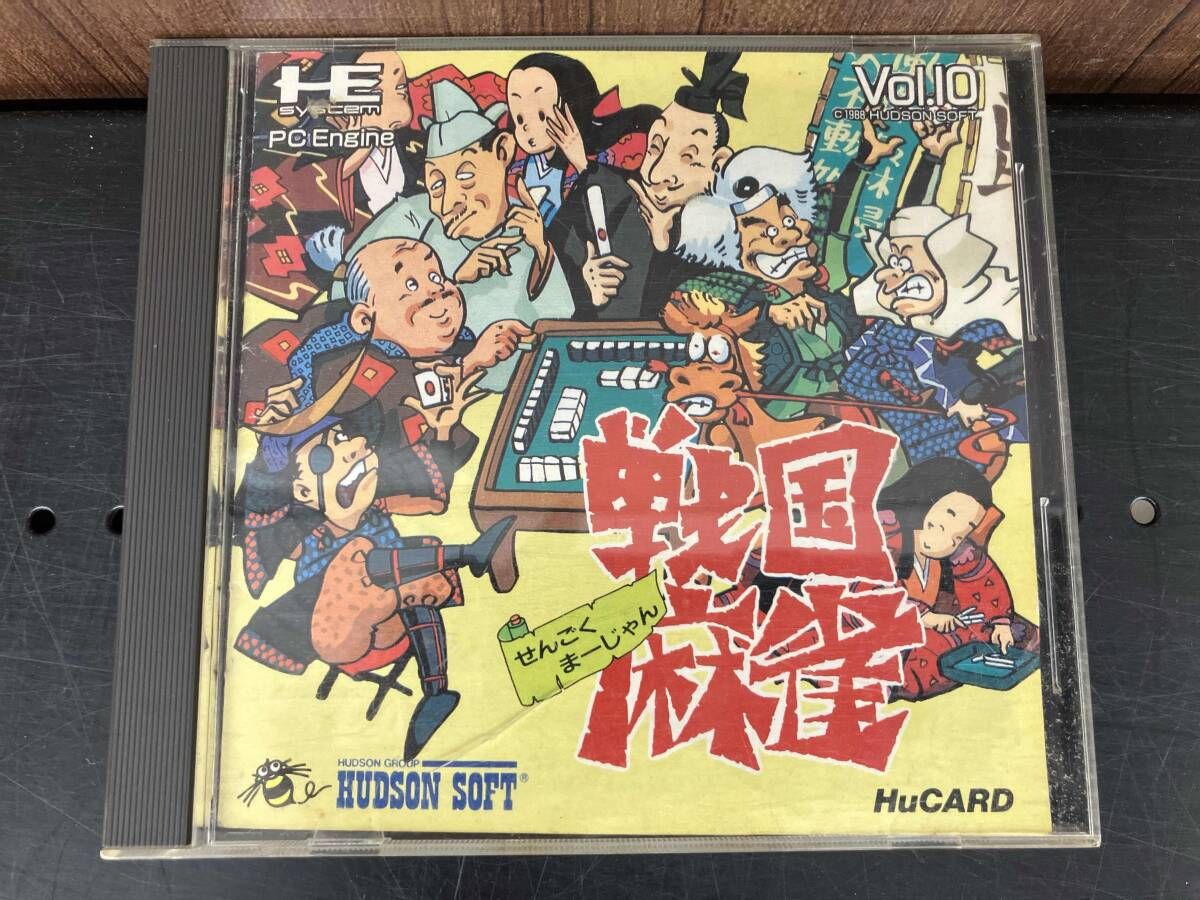 HE
SYSTEM
PC Engine
Vol.10
©1988 HUDSON SOFT
戦国
麻雀
せんごく
まーじゃん
HUDSON GROUP
HUDSON SOFT®
HuCARD